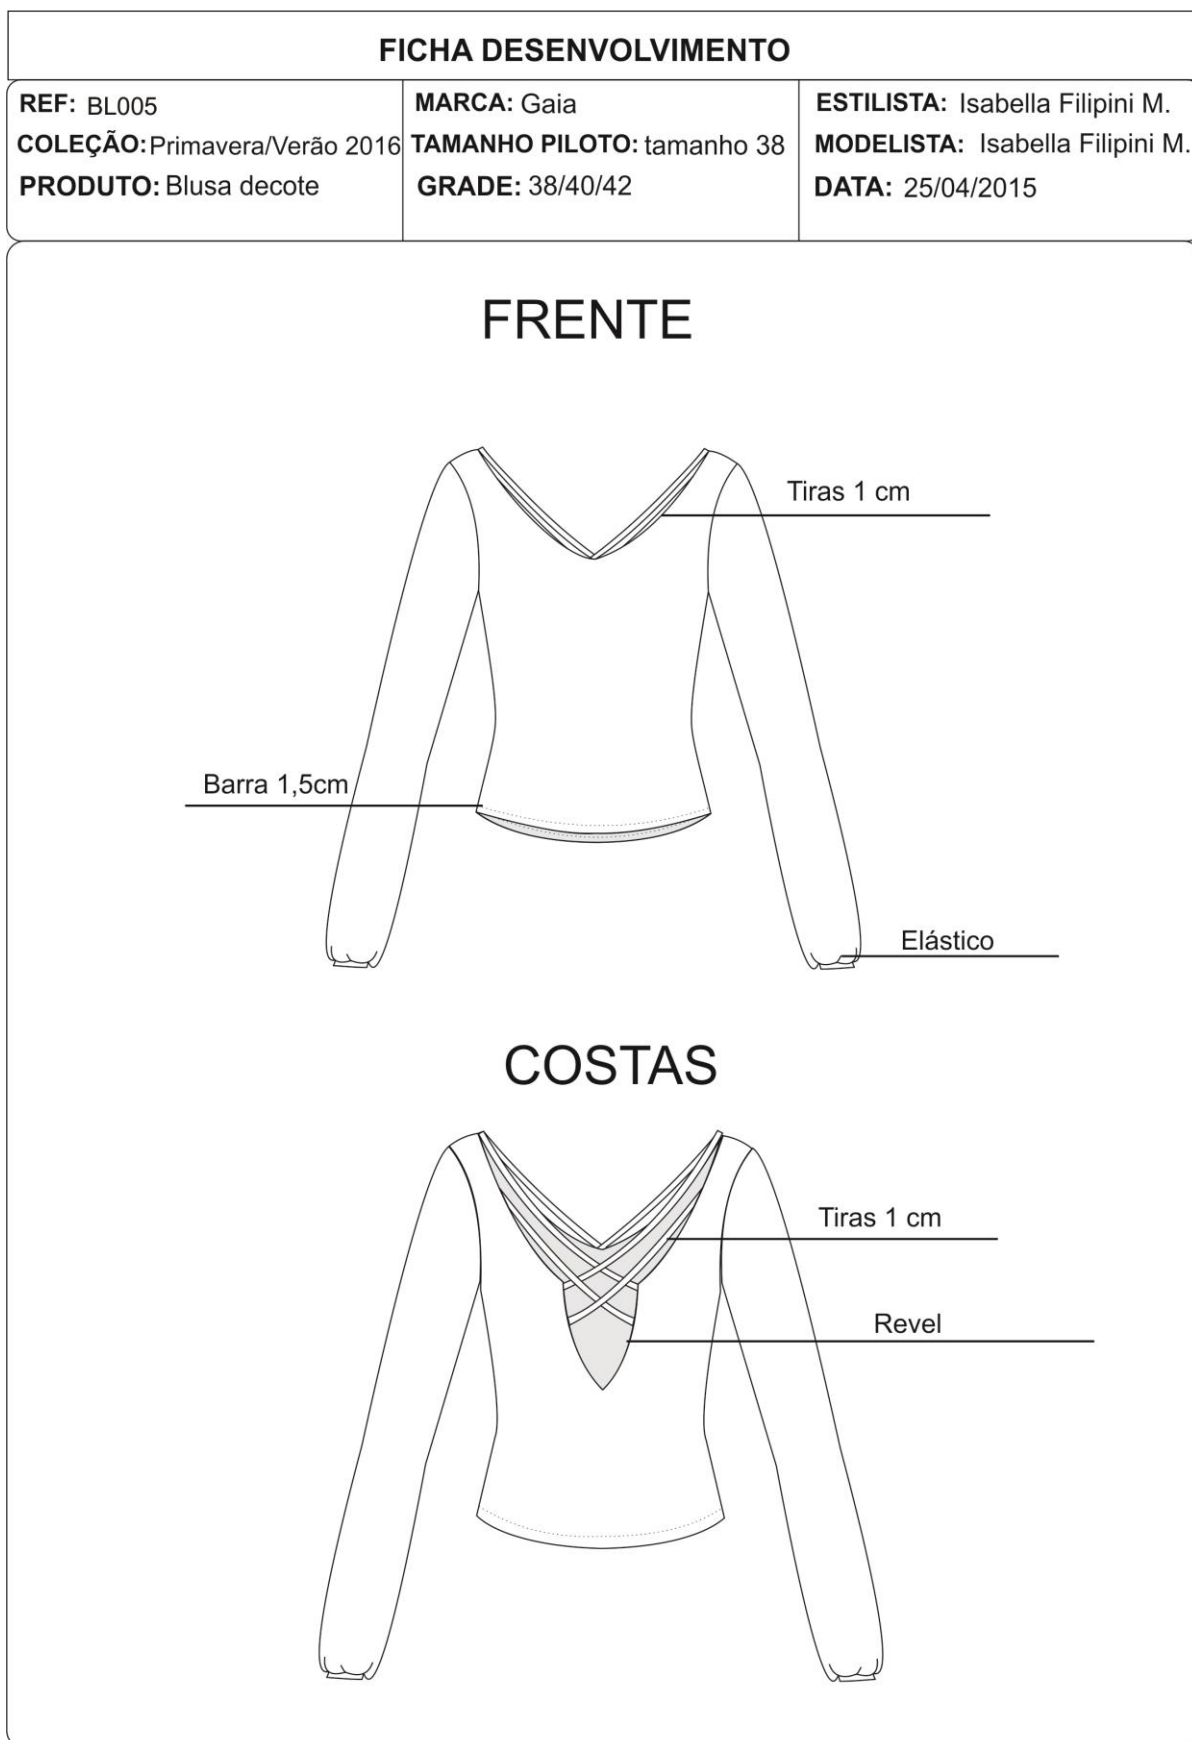 FICHA DESENVOLVIMENTO
REF: BL005
COLEÇÃO: Primavera/Verão 2016
PRODUTO: Blusa decote
MARCA: Gaia
TAMANHO PILOTO: tamanho 38
GRADE: 38/40/42
ESTILISTA: Isabella Filipini M.
MODELISTA: Isabella Filipini M.
DATA: 25/04/2015
FRENTE
Tiras 1 cm
Barra 1,5cm
Elástico
COSTAS
Tiras 1 cm
Revel